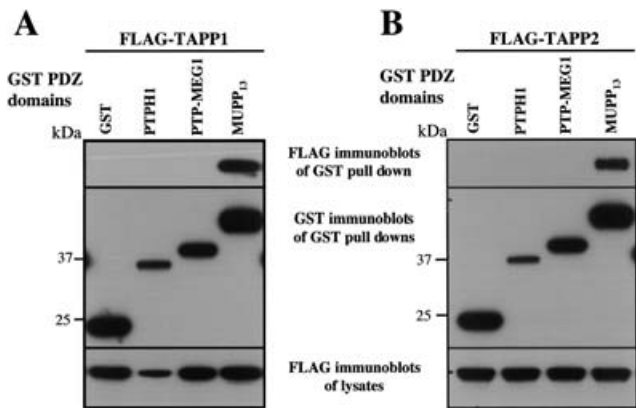 A
FLAG-TAPP1
GST PDZ
domains
kDa
GST
PTPH1
PTP-MEG1
MUPP13
37
25
FLAG immunoblots
of GST pull down
GST immunoblots
of GST pull downs
FLAG immunoblots
of lysates
B
FLAG-TAPP2
GST PDZ
domains
kDa
GST
PTPH1
PTP-MEG1
MUPP13
37
25